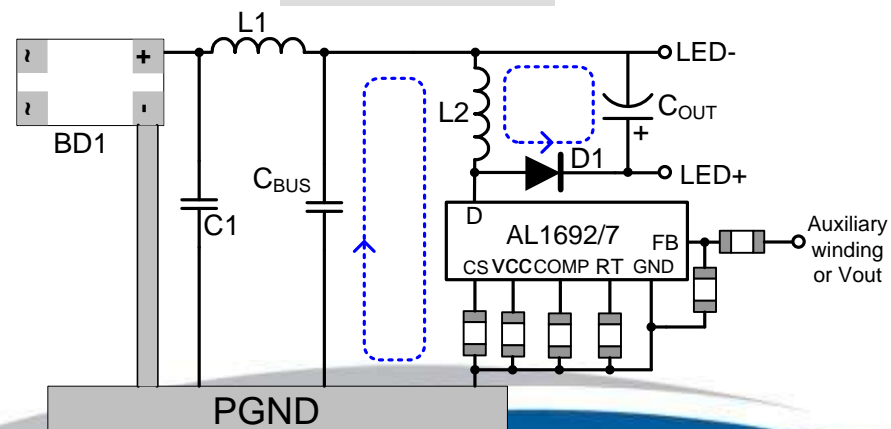 L1
~ +
~ -
BD1
C1
CBUS
L2
LED-
COUT
+
D1
LED+
D
AL1692/7
FB
CS VCC COMP RT GND
Auxiliary
winding
or Vout
PGND